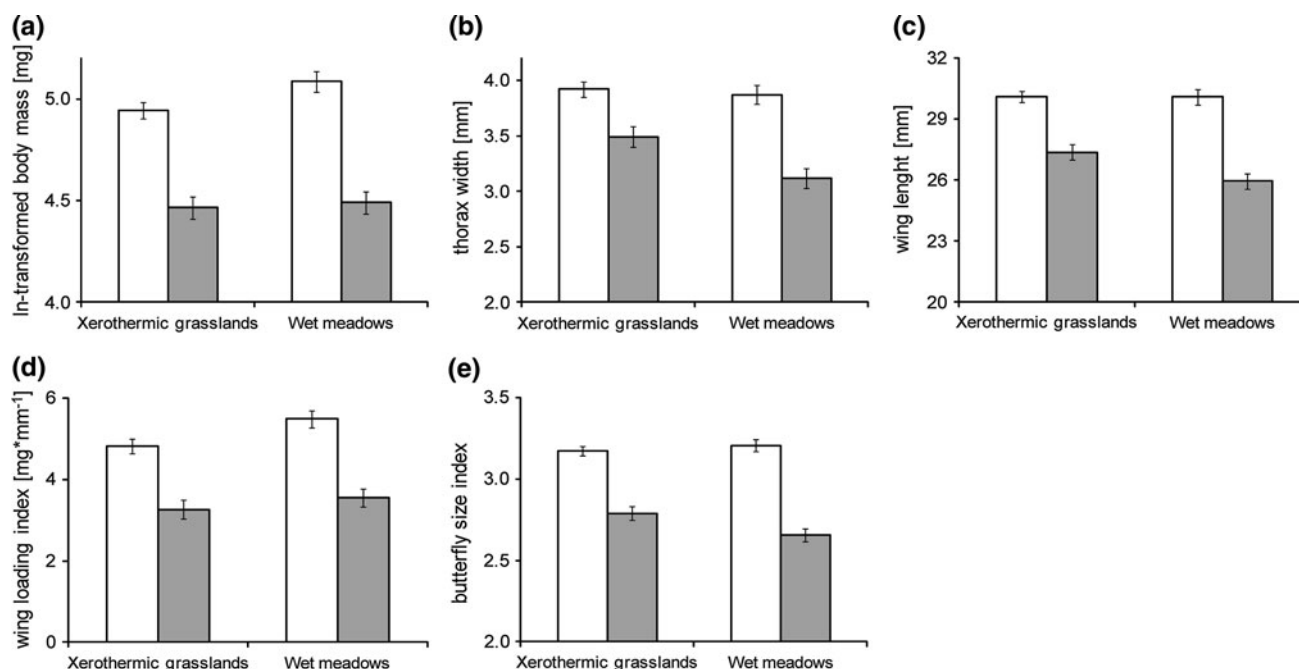 (a)
ln-transformed body mass [mg]
5.0
4.5
4.0
Xerothermic grasslands
Wet meadows
(b)
thorax width [mm]
4.0
3.5
3.0
2.5
2.0
Xerothermic grasslands
Wet meadows
(c)
wing lenght [mm]
32
29
26
23
20
Xerothermic grasslands
Wet meadows
(d)
wing loading index [mg*mm⁻¹]
6
4
2
0
Xerothermic grasslands
Wet meadows
(e)
butterfly size index
3.5
3.0
2.5
2.0
Xerothermic grasslands
Wet meadows